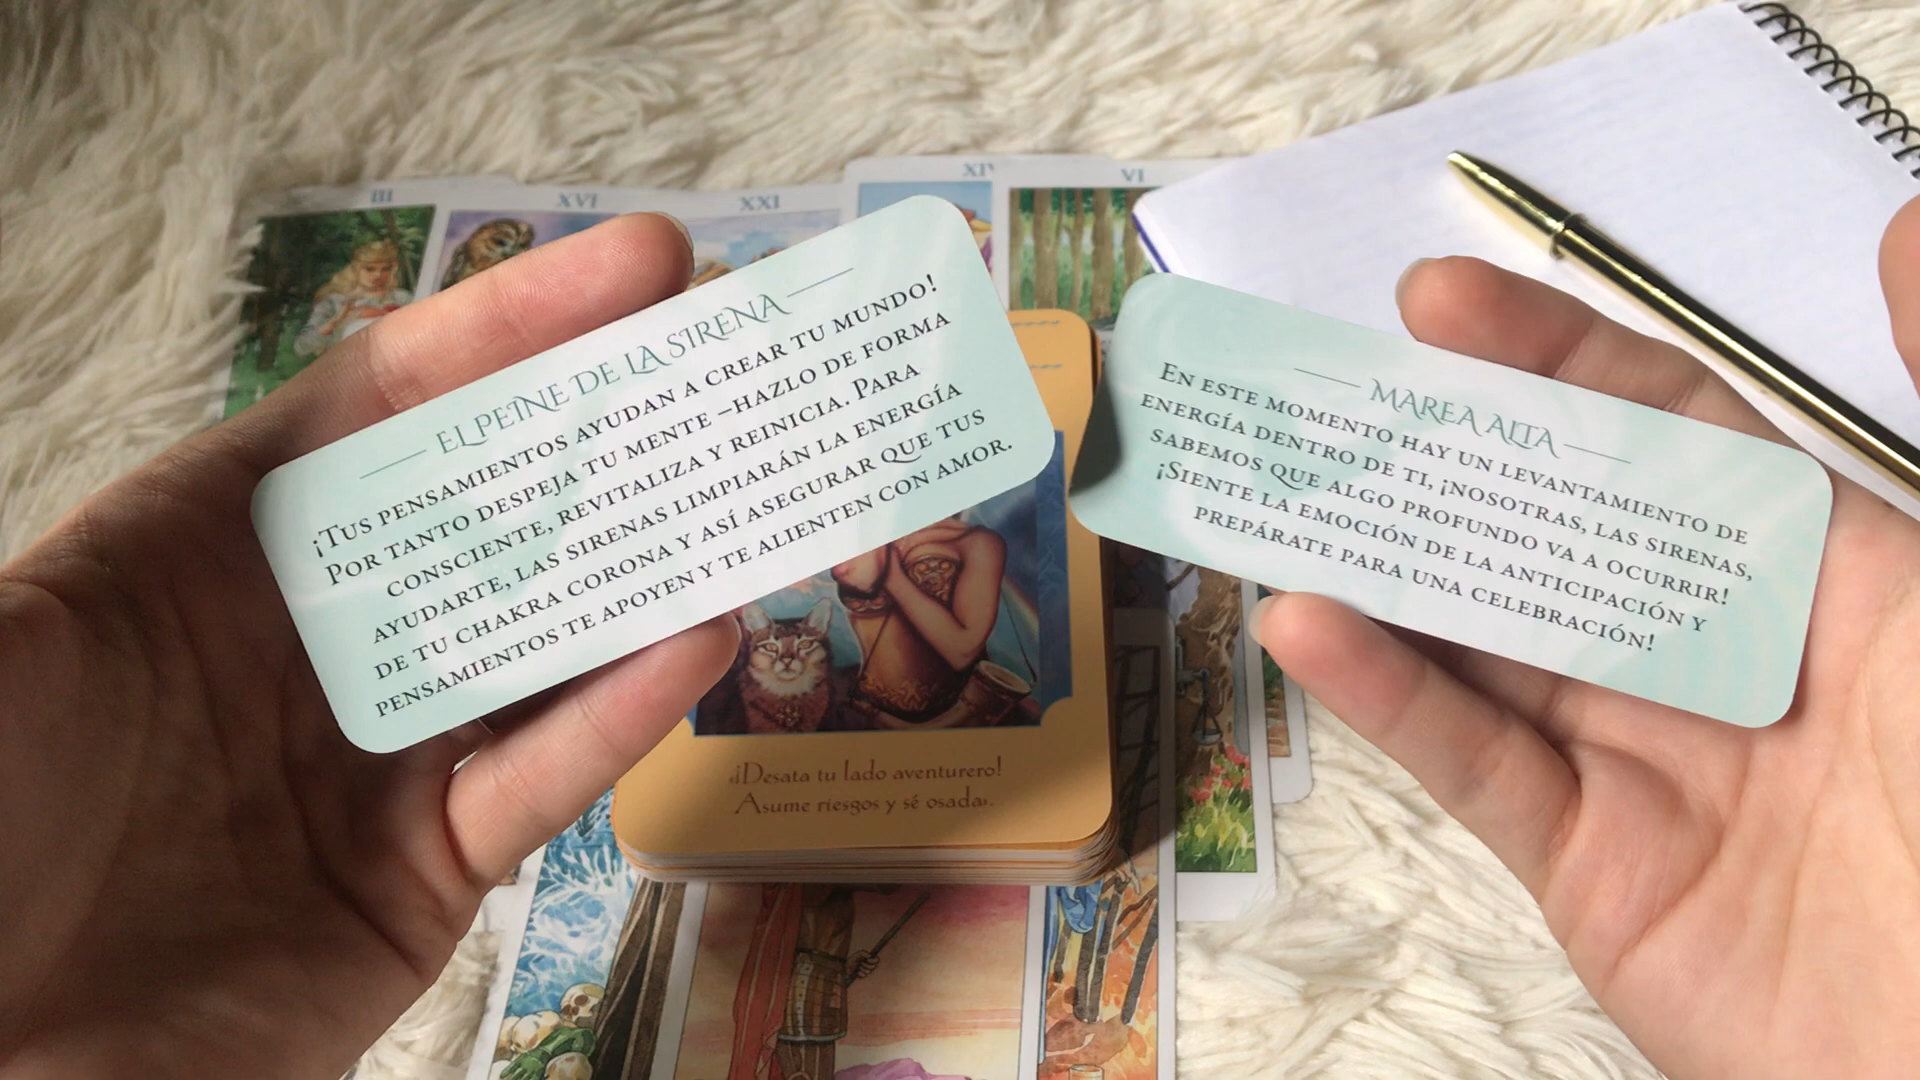 III
XVI
XXI
VI
EL PEINE DE LA SIRENA
¡TUS PENSAMIENTOS AYUDAN A CREAR TU MUNDO!
POR TANTO DESPEJA TU MENTE –HAZLO DE FORMA
CONSCIENTE, REVITALIZA Y REINICIA. PARA
AYUDARTE, LAS SIRENAS LIMPIARÁN LA ENERGÍA
DE TU CHAKRA CORONA Y ASÍ ASEGURAR QUE TUS
PENSAMIENTOS TE APOYEN Y TE ALIENTEN CON AMOR.
MAREA ALTA
EN ESTE MOMENTO HAY UN LEVANTAMIENTO DE
ENERGÍA DENTRO DE TI, ¡NOSOTRAS, LAS SIRENAS,
SABEMOS QUE ALGO PROFUNDO VA A OCURRIR!
¡SIENTE LA EMOCIÓN DE LA ANTICIPACIÓN Y
PREPÁRATE PARA UNA CELEBRACIÓN!
«¡Desata tu lado aventurero!
Asume riesgos y sé osada».